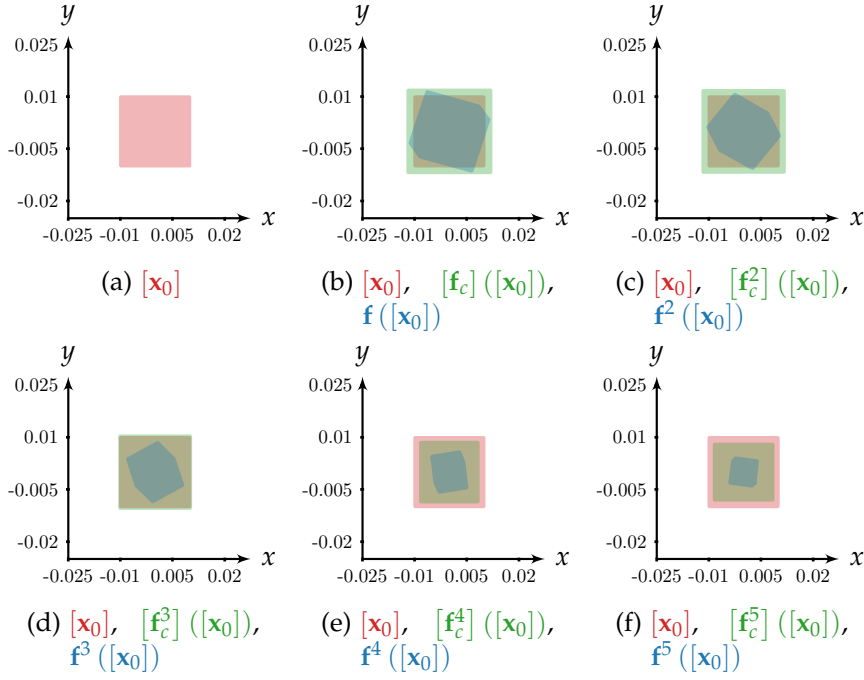 y y y
0.025 0.025 0.025
0.01 0.01 0.01
-0.005 -0.005 -0.005
-0.02 -0.02 -0.02
x x x
-0.025 -0.01 0.005 0.02 -0.025 -0.01 0.005 0.02 -0.025 -0.01 0.005 0.02
(a) [x₀] (b) [x₀], [f_c] ([x₀]), (c) [x₀], [f_c²] ([x₀]),
f ([x₀]) f² ([x₀])
y y y
0.025 0.025 0.025
0.01 0.01 0.01
-0.005 -0.005 -0.005
-0.02 -0.02 -0.02
x x x
-0.025 -0.01 0.005 0.02 -0.025 -0.01 0.005 0.02 -0.025 -0.01 0.005 0.02
(d) [x₀], [f_c³] ([x₀]), (e) [x₀], [f_c⁴] ([x₀]), (f) [x₀], [f_c⁵] ([x₀]),
f³ ([x₀]) f⁴ ([x₀]) f⁵ ([x₀])